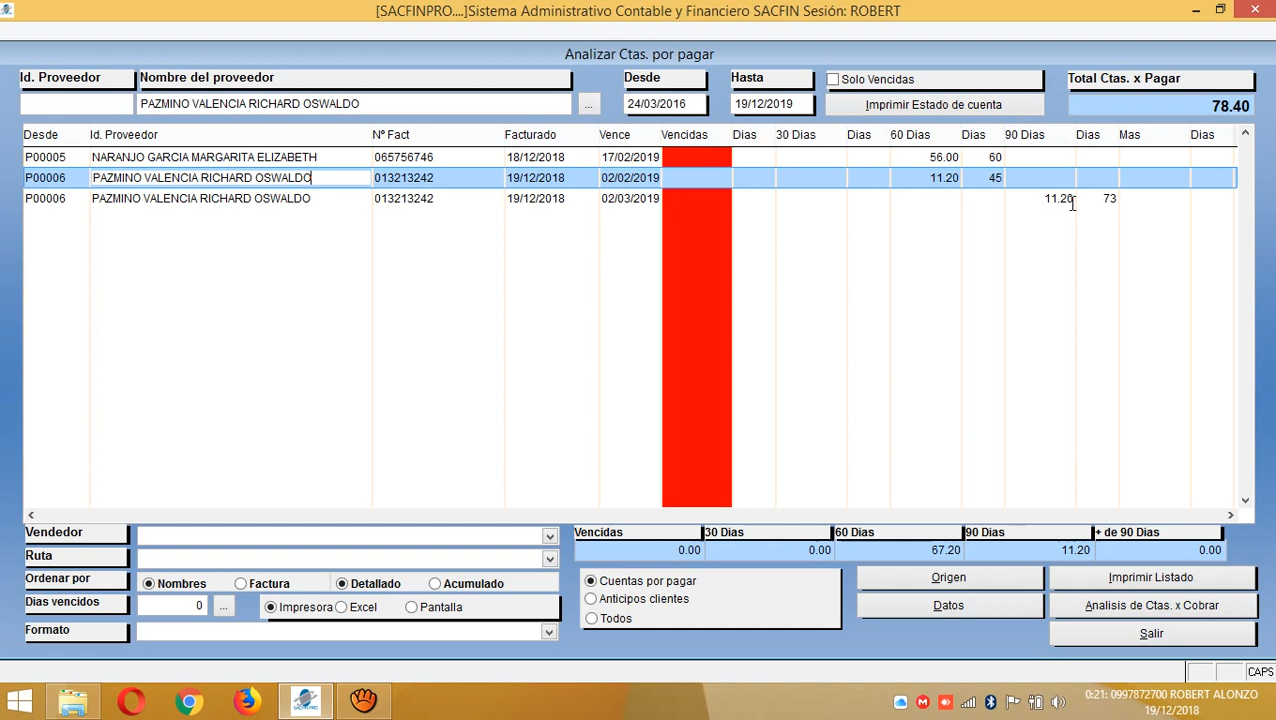 [SACFINPRO....]Sistema Administrativo Contable y Financiero SACFIN Sesión: ROBERT
Analizar Ctas. por pagar
Id. Proveedor Nombre del proveedor Desde Hasta Solo Vencidas Total Ctas. x Pagar
PAZMINO VALENCIA RICHARD OSWALDO ... 24/03/2016 19/12/2019 Imprimir Estado de cuenta 78.40
Desde Id. Proveedor Nº Fact Facturado Vence Vencidas Dias 30 Dias Dias 60 Dias Dias 90 Dias Dias Mas Dias
P00005 NARANJO GARCIA MARGARITA ELIZABETH 065756746 18/12/2018 17/02/2019 56.00 60
P00006 PAZMINO VALENCIA RICHARD OSWALDO 013213242 19/12/2018 02/02/2019 11.20 45
P00006 PAZMINO VALENCIA RICHARD OSWALDO 013213242 19/12/2018 02/03/2019 11.20 73
Vendedor Vencidas 30 Dias 60 Dias 90 Dias + de 90 Dias
0.00 0.00 67.20 11.20 0.00
Ruta
Ordenar por Nombres Factura Detallado Acumulado Cuentas por pagar Origen Imprimir Listado
Dias vencidos 0 ... Impresora Excel Pantalla Anticipos clientes Datos Analisis de Ctas. x Cobrar
Formato Todos Salir
CAPS
0:21: 0997872700 ROBERT ALONZO
19/12/2018